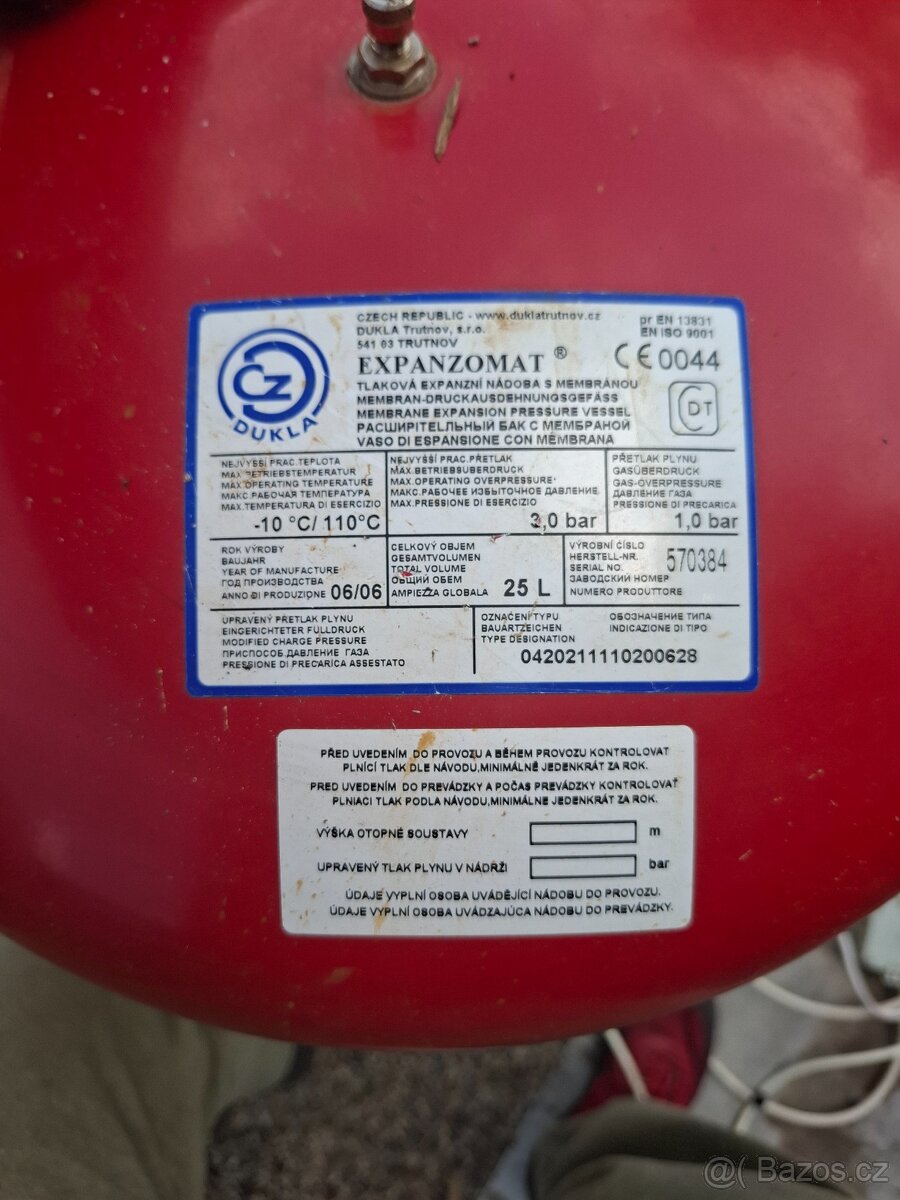 CZECH REPUBLIC - www.duklatrutnov.cz
DUKLA Trutnov, s.r.o.
541 03 TRUTNOV
pr EN 13831
EN ISO 9001
EXPANZOMAT ®
CE 0044
CZ
DUKLA
DT
TLAKOVÁ EXPANZNÍ NÁDOBA S MEMBRÁNOU
MEMBRAN-DRUCKAUSDEHNUNGSGEFÄSS
MEMBRANE EXPANSION PRESSURE VESSEL
РАСШИРИТЕЛЬНЫЙ БАК С МЕМБРАНОЙ
VASO DI ESPANSIONE CON MEMBRANA
NEJVYŠŠÍ PRAC.TEPLOTA
MAX.BETRIEBSTEMPERATUR
MAX.OPERATING TEMPERATURE
МАКС.РАБОЧАЯ ТЕМПЕРАТУРА
MAX.TEMPERATURA DI ESERCIZIO
-10 °C/ 110°C
NEJVYŠŠÍ PRAC.PŘETLAK
MAX.BETRIEBSÜBERDRUCK
MAX.OPERATING OVERPRESSURE
МАКС.РАБОЧЕЕ ИЗБЫТОЧНОЕ ДАВЛЕНИЕ
MAX.PRESSIONE DI ESERCIZIO
3,0 bar
PŘETLAK PLYNU
GASÜBERDRUCK
GAS-OVERPRESSURE
ДАВЛЕНИЕ ГАЗА
PRESSIONE DI PRECARICA
1,0 bar
ROK VÝROBY
BAUJAHR
YEAR OF MANUFACTURE
ГОД ПРОИЗВОДСТВА
ANNO DI PRODUZIONE 06/06
CELKOVÝ OBJEM
GESAMTVOLUMEN
TOTAL VOLUME
ОБЩИЙ ОБЕМ
AMPIEZZA GLOBALA 25 L
VÝROBNÍ ČÍSLO
HERSTELL-NR.
SERIAL NO.
ЗАВОДСКИЙ НОМЕР
NUMERO PRODUTTORE
570384
UPRAVENÝ PŘETLAK PLYNU
EINGERICHTETER FULLDRUCK
MODIFIED CHARGE PRESSURE
ПРИСПОСОБ.ДАВЛЕНИЕ ГАЗА
PRESSIONE DI PRECARICA ASSESTATO
OZNAČENÍ TYPU
BAUARTZEICHEN
TYPE DESIGNATION
ОБОЗНАЧЕНИЕ ТИПА
INDICAZIONE DI TIPO
0420211110200628
PŘED UVEDENÍM DO PROVOZU A BĚHEM PROVOZU KONTROLOVAT
PLNÍCÍ TLAK DLE NÁVODU,MINIMÁLNĚ JEDENKRÁT ZA ROK.
PRED UVEDENÍM DO PREVÁDZKY A POČAS PREVÁDZKY KONTROLOVAŤ
PLNIACI TLAK PODLA NÁVODU,MINIMÁLNE JEDENKRÁT ZA ROK.
VÝŠKA OTOPNÉ SOUSTAVY m
UPRAVENÝ TLAK PLYNU V NÁDRŽI bar
ÚDAJE VYPLNÍ OSOBA UVÁDĚJÍCÍ NÁDOBU DO PROVOZU.
ÚDAJE VYPLNÍ OSOBA UVÁDZAJÚCA NÁDOBU DO PREVÁDZKY.
@( Bazos.cz